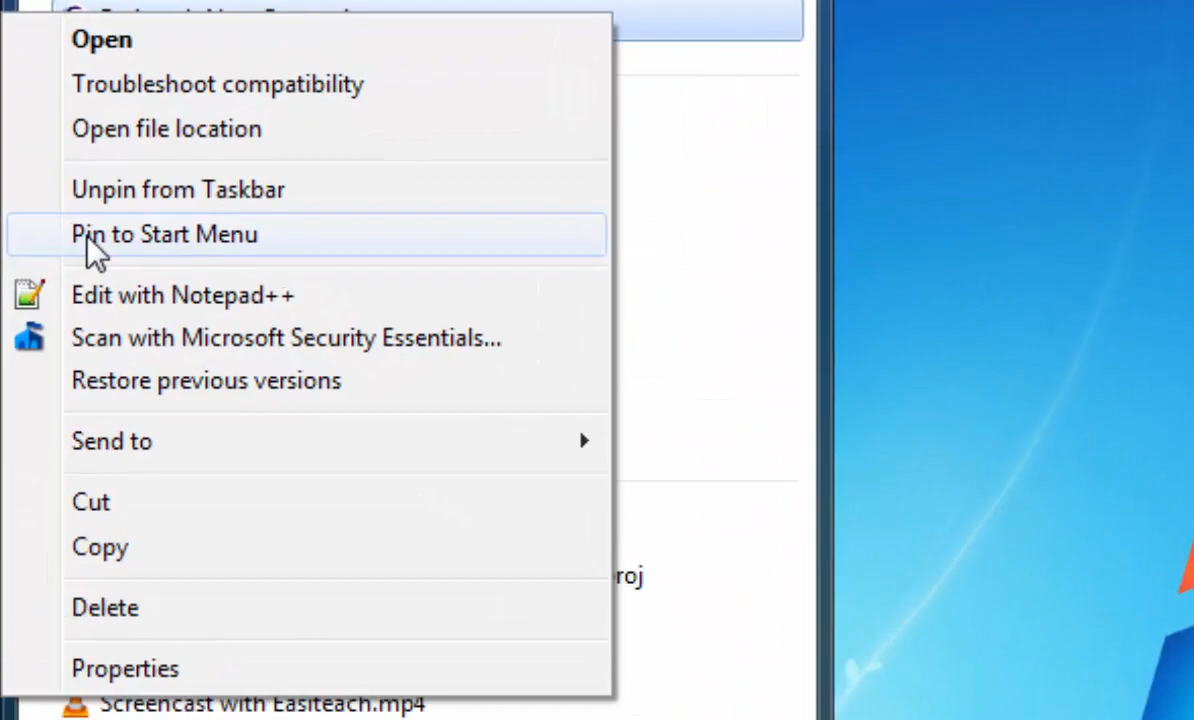 Open
Troubleshoot compatibility
Open file location
Unpin from Taskbar
Pin to Start Menu
Edit with Notepad++
Scan with Microsoft Security Essentials...
Restore previous versions
Send to
Cut
Copy
roj
Delete
Properties
Screencast with Easiteach.mp4